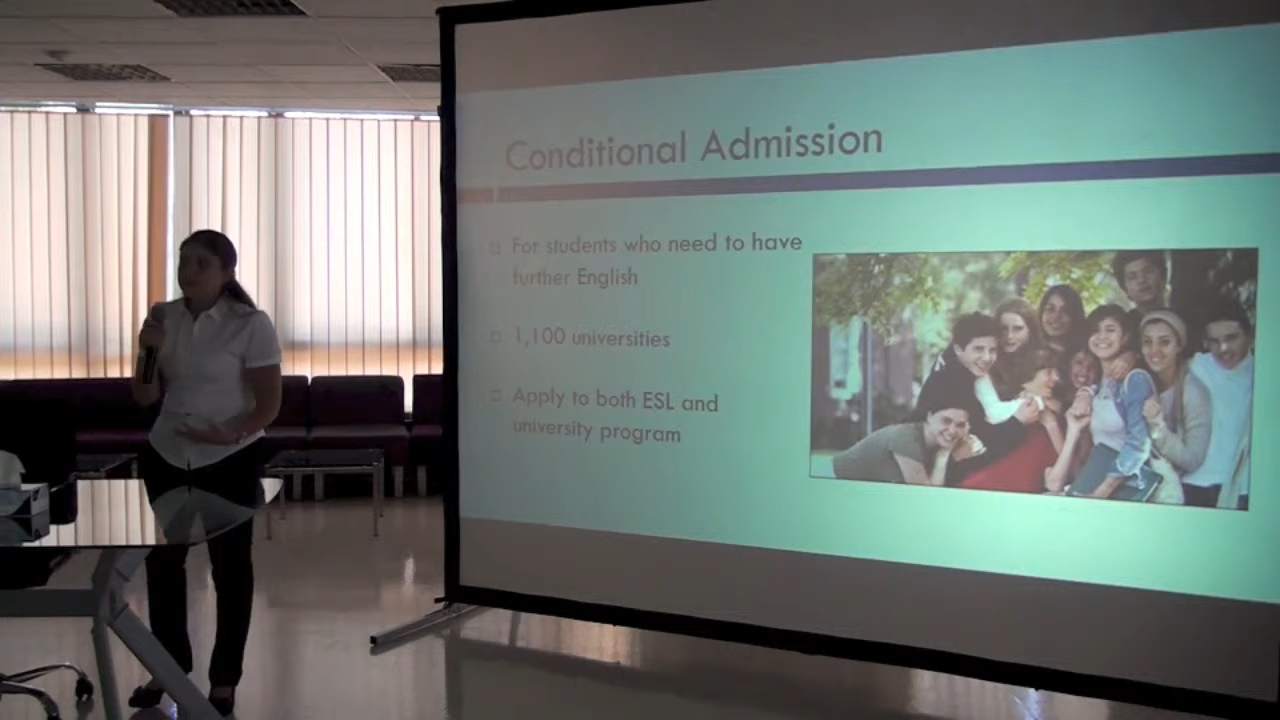 Conditional Admission
For students who need to have
further English
1,100 universities
Apply to both ESL and
university program